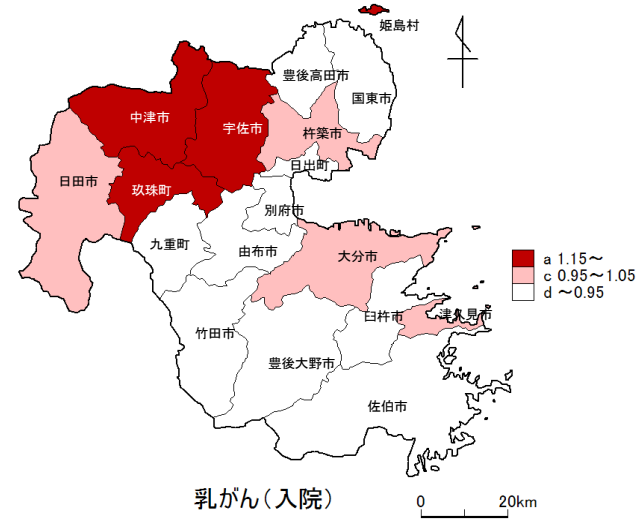 姫島村
豊後高田市
国東市
中津市
宇佐市
杵築市
日出町
日田市
玖珠町
別府市
九重町
由布市
大分市
a 1.15～
c 0.95～1.05
d ～0.95
臼杵市
津久見市
竹田市
豊後大野市
佐伯市
乳がん（入院）
0 20km